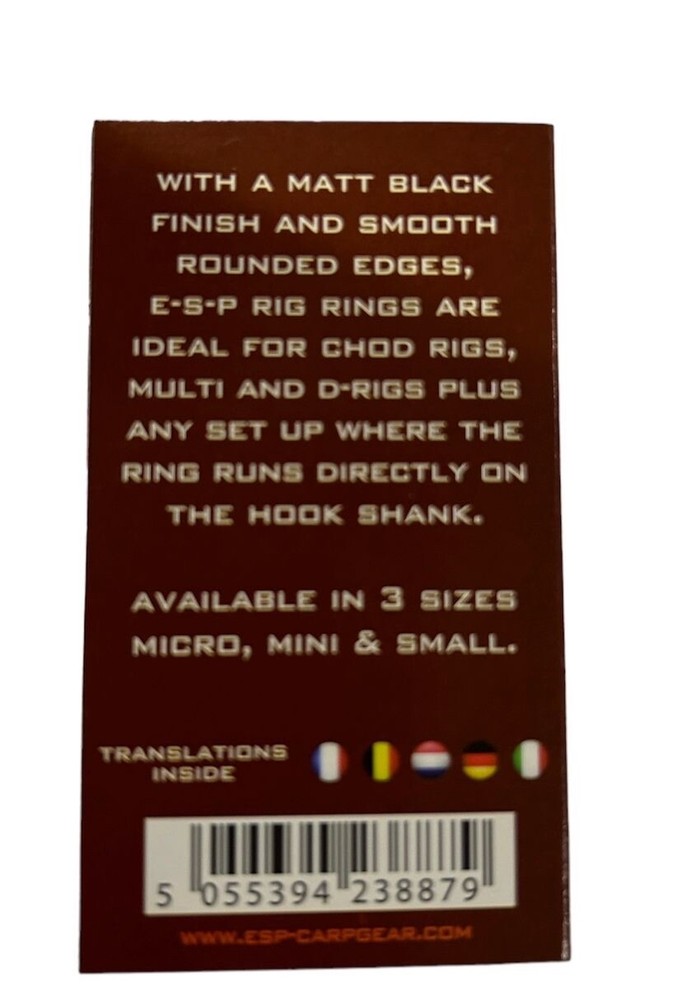 WITH A MATT BLACK
FINISH AND SMOOTH
ROUNDED EDGES,
E-S-P RIG RINGS ARE
IDEAL FOR CHOD RIGS,
MULTI AND D-RIGS PLUS
ANY SET UP WHERE THE
RING RUNS DIRECTLY ON
THE HOOK SHANK.
AVAILABLE IN 3 SIZES
MICRO, MINI & SMALL.
TRANSLATIONS
INSIDE
5 055394 238879
WWW.ESP-CARPGEAR.COM